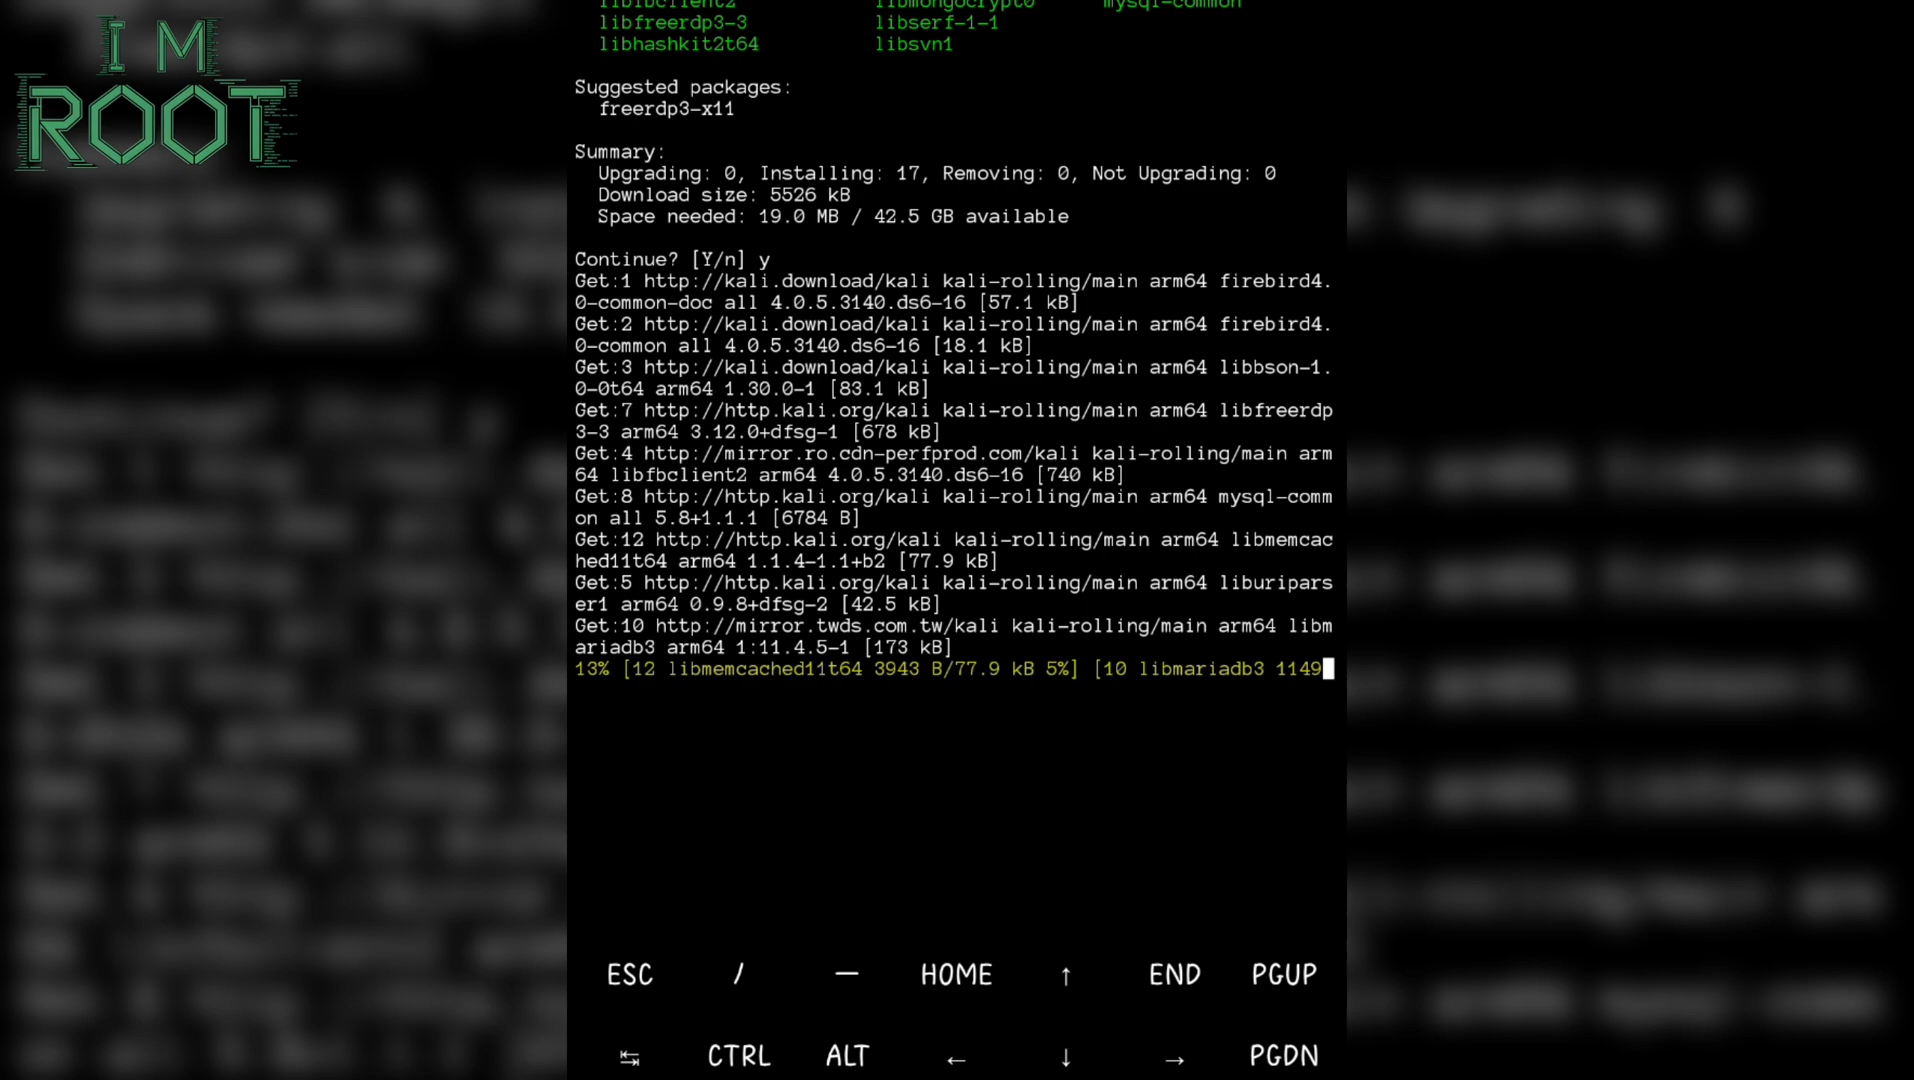 I M
ROOT
libfbclient2 libmongocrypt0 mysql-common
libfreerdp3-3 libserf-1-1
libhashkit2t64 libsvn1
Suggested packages:
freerdp3-x11
Summary:
Upgrading: 0, Installing: 17, Removing: 0, Not Upgrading: 0
Download size: 5526 kB
Space needed: 19.0 MB / 42.5 GB available
Continue? [Y/n] y
Get:1 http://kali.download/kali kali-rolling/main arm64 firebird4.
0-common-doc all 4.0.5.3140.ds6-16 [57.1 kB]
Get:2 http://kali.download/kali kali-rolling/main arm64 firebird4.
0-common all 4.0.5.3140.ds6-16 [18.1 kB]
Get:3 http://kali.download/kali kali-rolling/main arm64 libbson-1.
0-0t64 arm64 1.30.0-1 [83.1 kB]
Get:7 http://http.kali.org/kali kali-rolling/main arm64 libfreerdp
3-3 arm64 3.12.0+dfsg-1 [678 kB]
Get:4 http://mirror.ro.cdn-perfprod.com/kali kali-rolling/main arm
64 libfbclient2 arm64 4.0.5.3140.ds6-16 [740 kB]
Get:8 http://http.kali.org/kali kali-rolling/main arm64 mysql-comm
on all 5.8+1.1.1 [6784 B]
Get:12 http://http.kali.org/kali kali-rolling/main arm64 libmemcac
hed11t64 arm64 1.1.4-1.1+b2 [77.9 kB]
Get:5 http://http.kali.org/kali kali-rolling/main arm64 liburipars
er1 arm64 0.9.8+dfsg-2 [42.5 kB]
Get:10 http://mirror.twds.com.tw/kali kali-rolling/main arm64 libm
ariadb3 arm64 1:11.4.5-1 [173 kB]
13% [12 libmemcached11t64 3943 B/77.9 kB 5%] [10 libmariadb3 1149
ESC / — HOME ↑ END PGUP
↹ CTRL ALT ← ↓ → PGDN